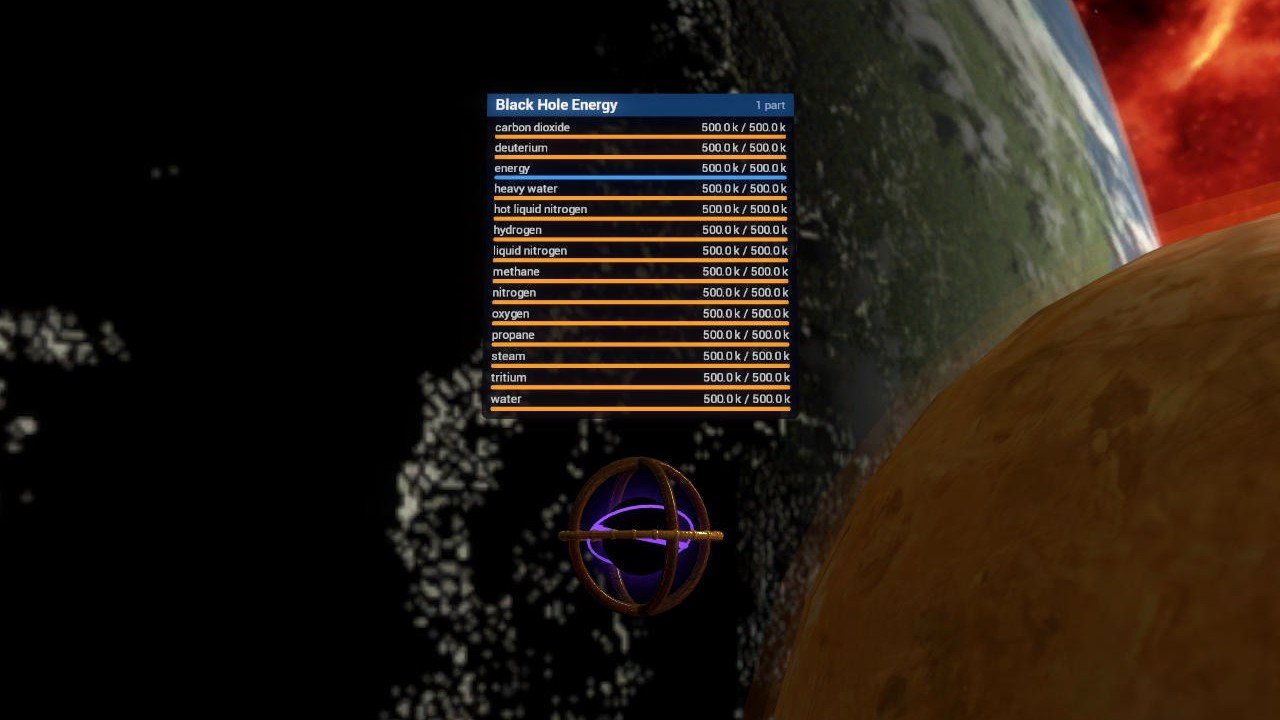 Black Hole Energy 1 part
carbon dioxide 500.0 k / 500.0 k
deuterium 500.0 k / 500.0 k
energy 500.0 k / 500.0 k
heavy water 500.0 k / 500.0 k
hot liquid nitrogen 500.0 k / 500.0 k
hydrogen 500.0 k / 500.0 k
liquid nitrogen 500.0 k / 500.0 k
methane 500.0 k / 500.0 k
nitrogen 500.0 k / 500.0 k
oxygen 500.0 k / 500.0 k
propane 500.0 k / 500.0 k
steam 500.0 k / 500.0 k
tritium 500.0 k / 500.0 k
water 500.0 k / 500.0 k